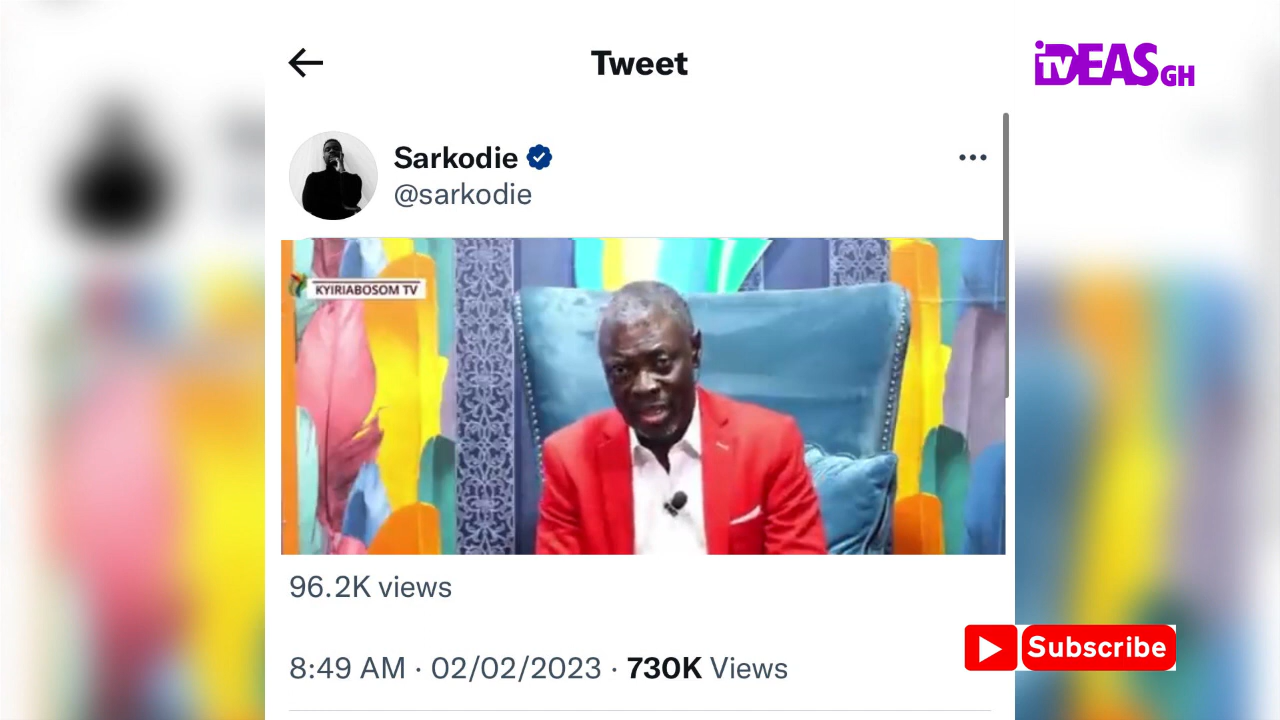 Tweet
iDEAS TV GH
Sarkodie
@sarkodie
KYIRIABOSOM TV
96.2K views
8:49 AM · 02/02/2023 · 730K Views
Subscribe